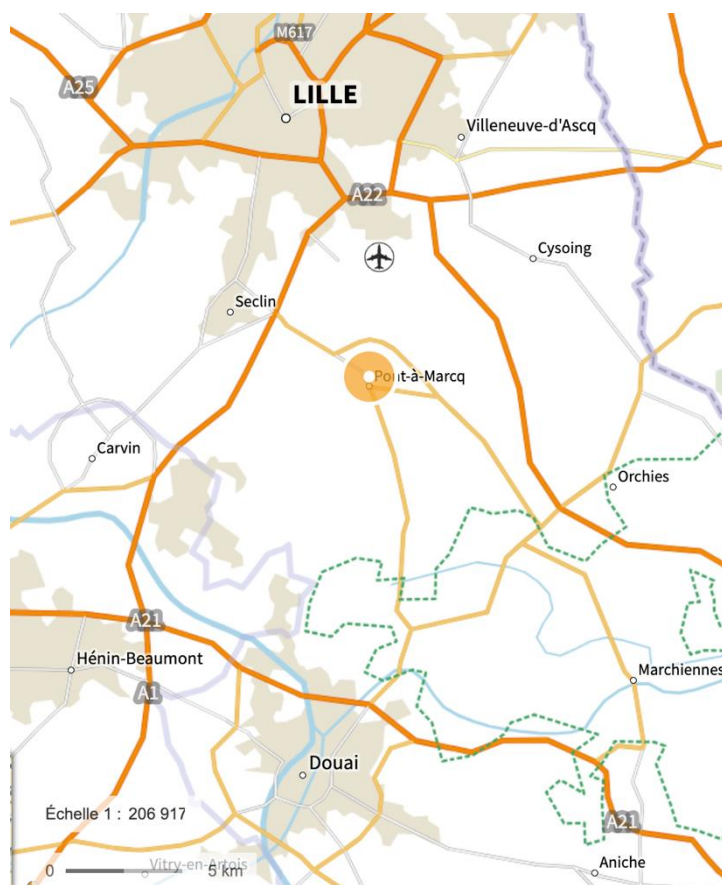 M617
A25
LILLE
Villeneuve-d'Ascq
A22
Cysoing
Seclin
Pont-à-Marcq
Carvin
Orchies
A21
Hénin-Beaumont
A1
Marchiennes
Douai
Échelle 1 : 206 917
A21
0 5 km
Vitry-en-Artois
Aniche